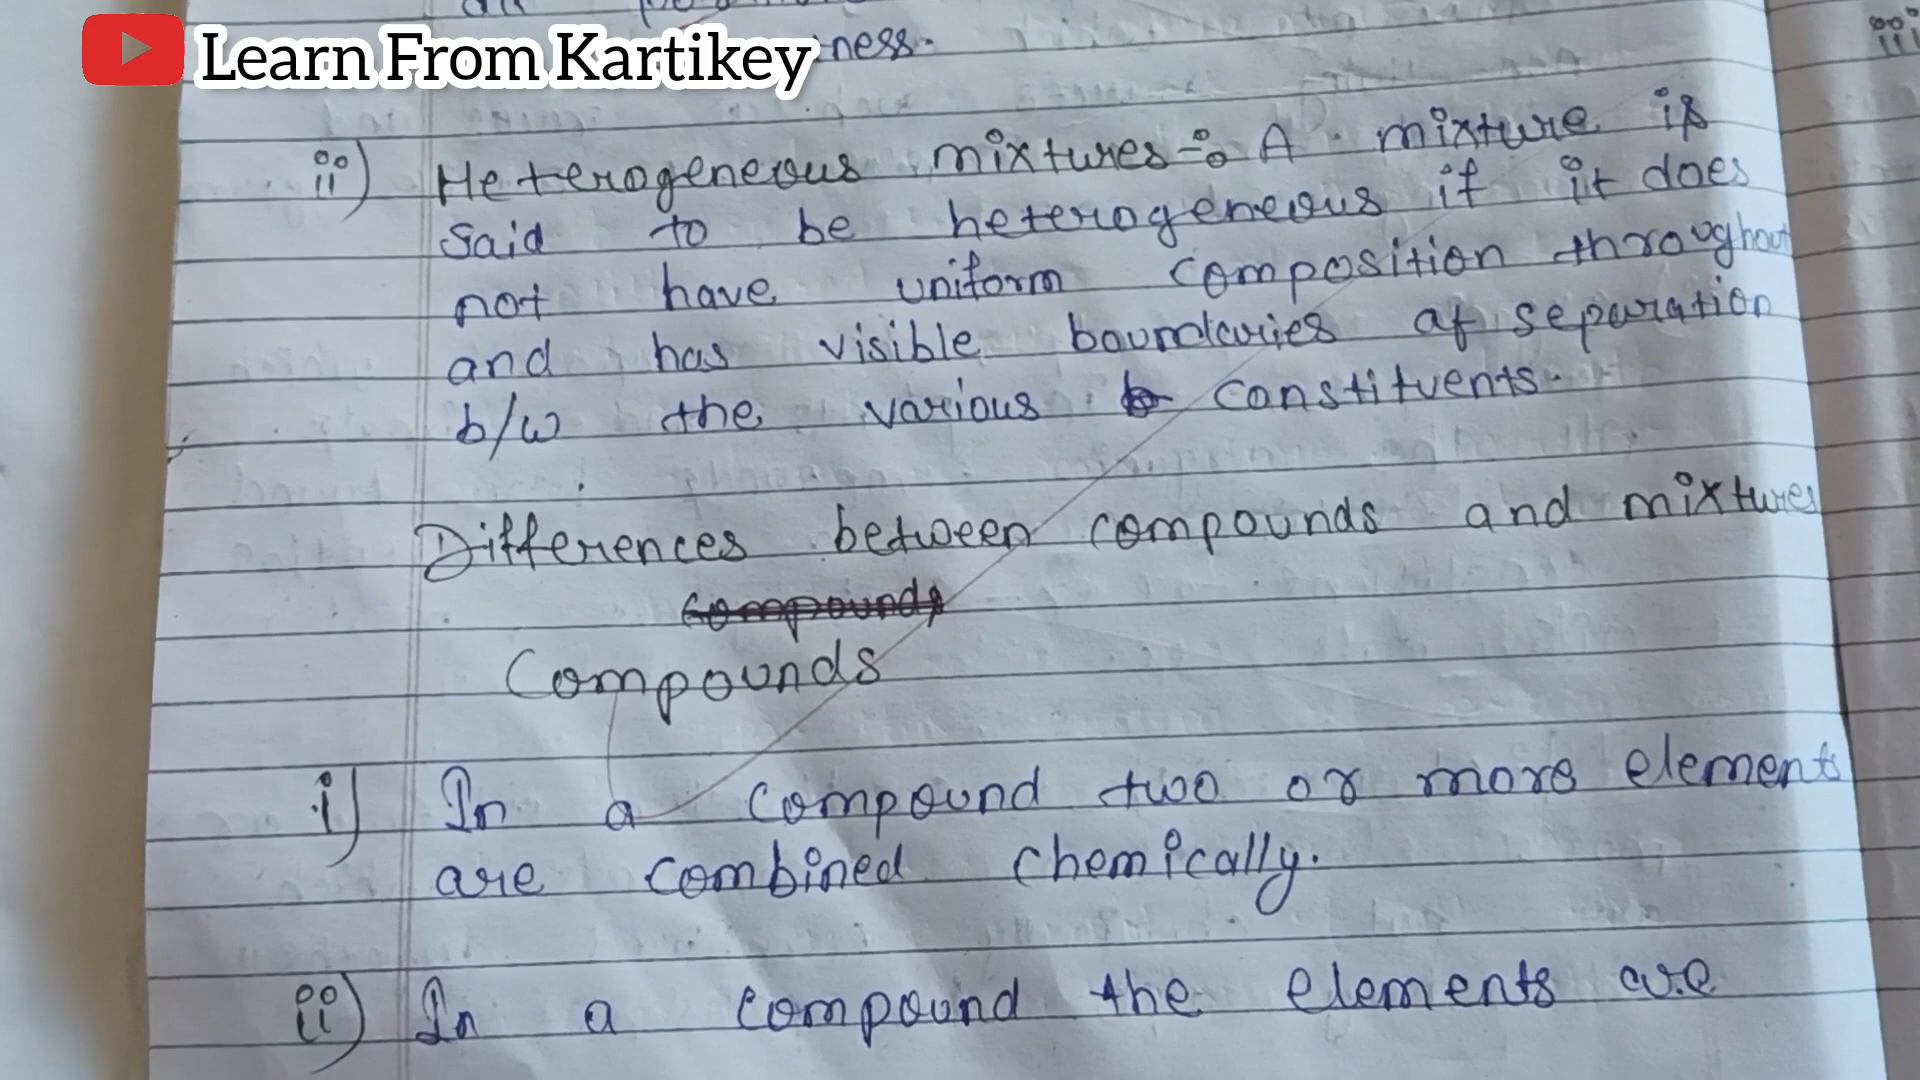 Learn From Kartikey
ness.
ii) Heterogeneous mixtures :- A mixture is
said to be heterogeneous if it does
not have uniform composition throughout
and has visible boundaries of separation
b/w the various constituents.
Differences between compounds and mixtures
Compounds
i) In a compound two or more element
are combined chemically.
ii) In a compound the elements are